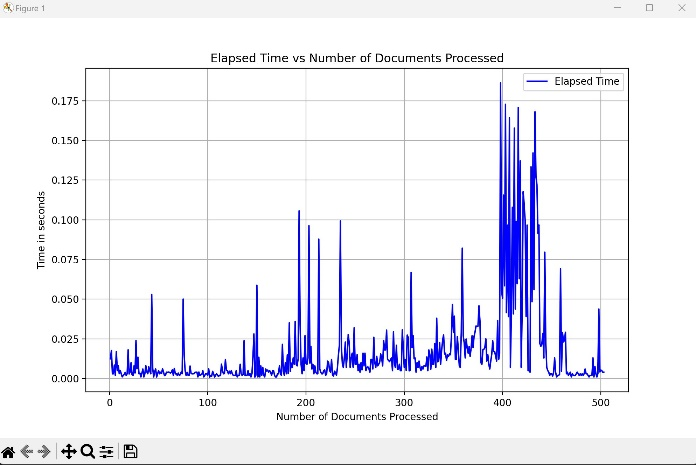 Figure 1
Elapsed Time vs Number of Documents Processed
Elapsed Time
0.175
0.150
0.125
0.100
0.075
0.050
0.025
0.000
Time in seconds
0 100 200 300 400 500
Number of Documents Processed